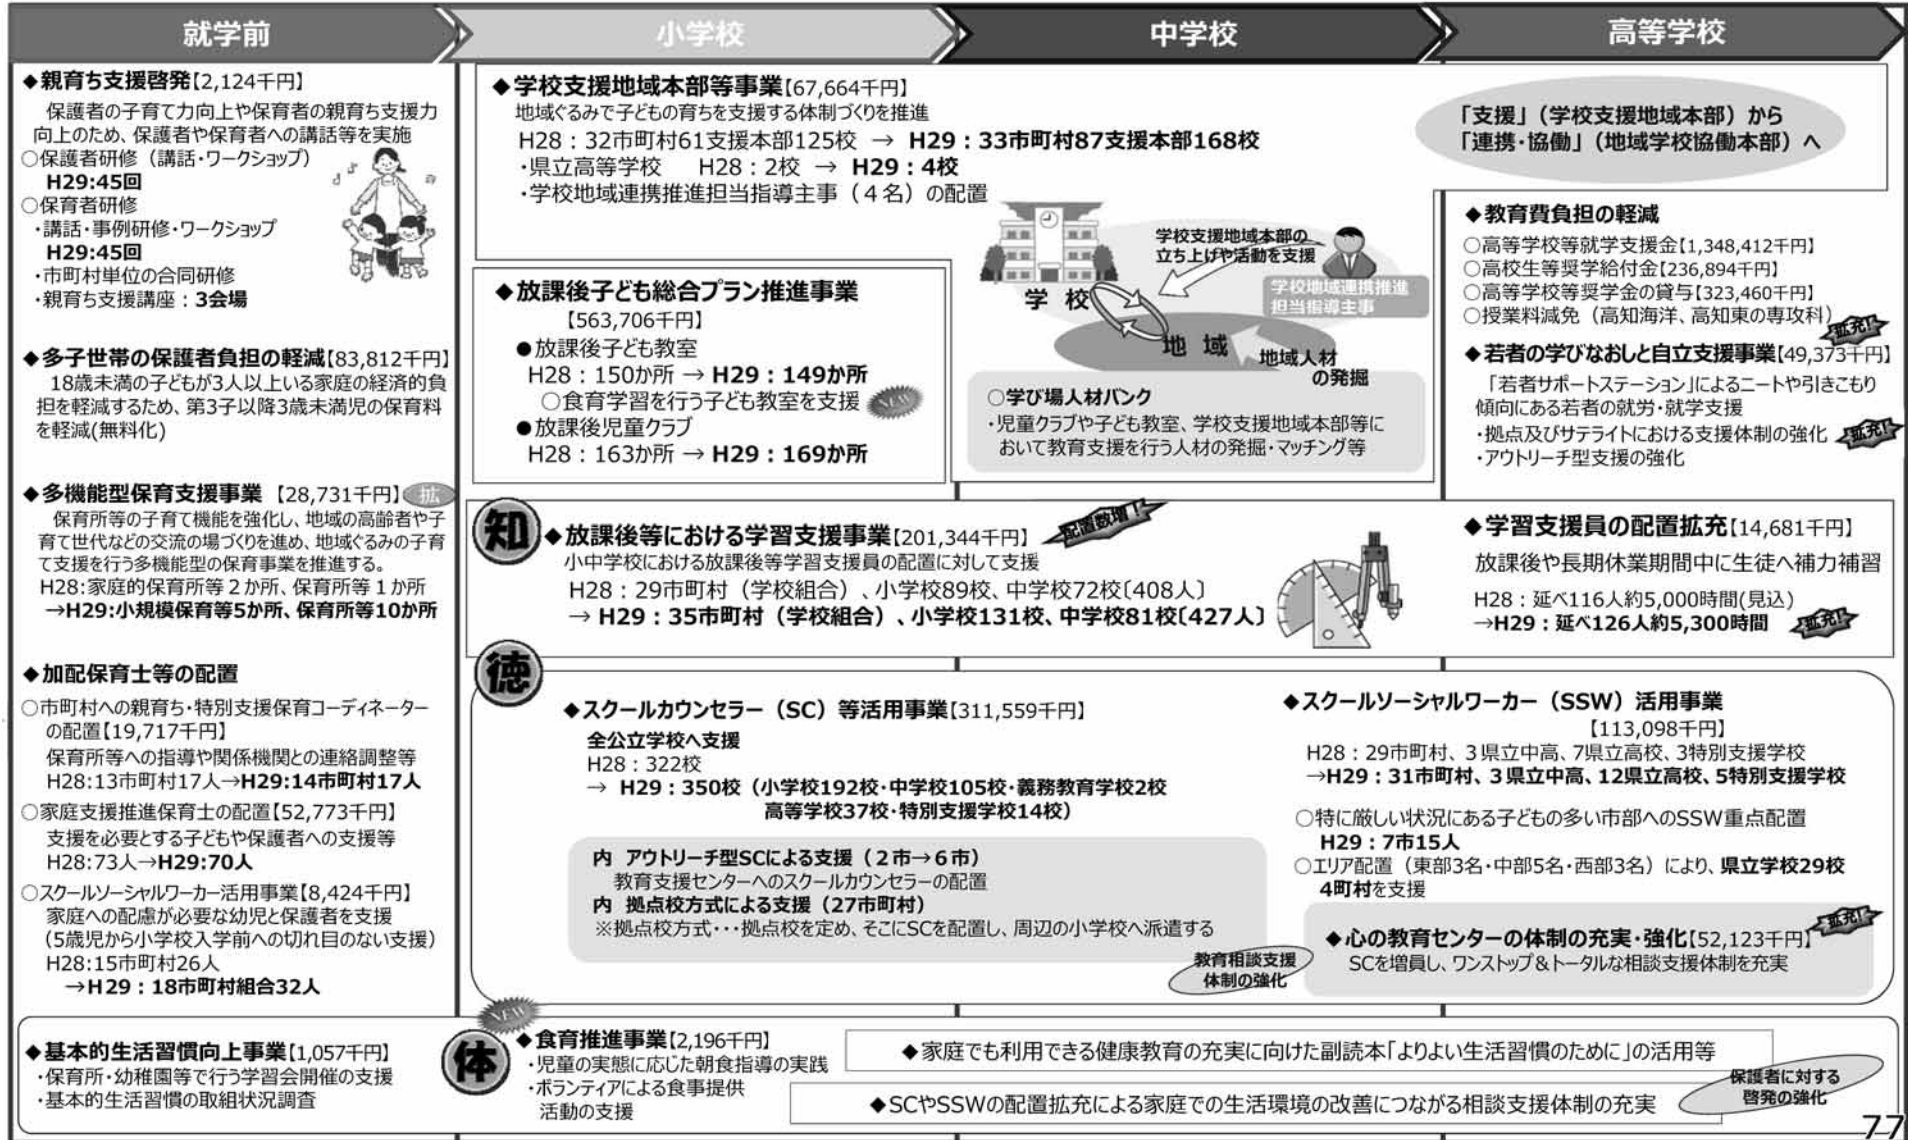 就学前
小学校
中学校
高等学校
◆親育ち支援啓発【2,124千円】
保護者の子育て力向上や保育者の親育ち支援力
向上のため、保護者や保育者への講話等を実施
○保護者研修（講話・ワークショップ）
H29:45回
○保育者研修
・講話・事例研修・ワークショップ
H29:45回
・市町村単位の合同研修
・親育ち支援講座：3会場
◆多子世帯の保護者負担の軽減【83,812千円】
18歳未満の子どもが3人以上いる家庭の経済的負
担を軽減するため、第3子以降3歳未満児の保育料
を軽減(無料化)
◆多機能型保育支援事業 【28,731千円】 拡
保育所等の子育て機能を強化し、地域の高齢者や子
育て世代などの交流の場づくりを進め、地域ぐるみの子育
て支援を行う多機能型の保育事業を推進する。
H28:家庭的保育所等２か所、保育所等１か所
→H29:小規模保育等5か所、保育所等10か所
◆加配保育士等の配置
○市町村への親育ち・特別支援保育コーディネーター
の配置【19,717千円】
保育所等への指導や関係機関との連絡調整等
H28:13市町村17人→H29:14市町村17人
○家庭支援推進保育士の配置【52,773千円】
支援を必要とする子どもや保護者への支援等
H28:73人→H29:70人
○スクールソーシャルワーカー活用事業【8,424千円】
家庭への配慮が必要な幼児と保護者を支援
（5歳児から小学校入学前への切れ目のない支援）
H28:15市町村26人
→H29：18市町村組合32人
◆学校支援地域本部等事業【67,664千円】
地域ぐるみで子どもの育ちを支援する体制づくりを推進
H28：32市町村61支援本部125校 → H29：33市町村87支援本部168校
・県立高等学校 H28：2校 → H29：4校
・学校地域連携推進担当指導主事（４名）の配置
「支援」（学校支援地域本部）から
「連携・協働」（地域学校協働本部）へ
学校支援地域本部の
立ち上げや活動を支援
学校地域連携推進
担当指導主事
学 校
地 域
地域人材
の発掘
○学び場人材バンク
・児童クラブや子ども教室、学校支援地域本部等に
おいて教育支援を行う人材の発掘・マッチング等
◆放課後子ども総合プラン推進事業
【563,706千円】
●放課後子ども教室
H28：150か所 → H29：149か所
○食育学習を行う子ども教室を支援 NEW
●放課後児童クラブ
H28：163か所 → H29：169か所
◆教育費負担の軽減
○高等学校等就学支援金【1,348,412千円】
○高校生等奨学給付金【236,894千円】
○高等学校等奨学金の貸与【323,460千円】
○授業料減免（高知海洋、高知東の専攻科）
拡充！
◆若者の学びなおしと自立支援事業【49,373千円】
「若者サポートステーション」によるニートや引きこもり
傾向にある若者の就労・就学支援
・拠点及びサテライトにおける支援体制の強化 拡充！
・アウトリーチ型支援の強化
知
◆放課後等における学習支援事業【201,344千円】 配置数増！
小中学校における放課後等学習支援員の配置に対して支援
H28：29市町村（学校組合）、小学校89校、中学校72校〔408人〕
→ H29：35市町村（学校組合）、小学校131校、中学校81校〔427人〕
◆学習支援員の配置拡充【14,681千円】
放課後や長期休業期間中に生徒へ補力補習
H28：延べ116人約5,000時間(見込)
→H29：延べ126人約5,300時間 拡充！
徳
◆スクールカウンセラー（SC）等活用事業【311,559千円】
全公立学校へ支援
H28：322校
→ H29：350校（小学校192校・中学校105校・義務教育学校2校
高等学校37校・特別支援学校14校）
内 アウトリーチ型SCによる支援（２市→６市）
教育支援センターへのスクールカウンセラーの配置
内 拠点校方式による支援（27市町村）
※拠点校方式・・・拠点校を定め、そこにSCを配置し、周辺の小学校へ派遣する
教育相談支援
体制の強化
◆スクールソーシャルワーカー（SSW）活用事業
【113,098千円】
H28：29市町村、３県立中高、7県立高校、3特別支援学校
→H29：31市町村、３県立中高、12県立高校、5特別支援学校
○特に厳しい状況にある子どもの多い市部へのSSW重点配置
H29：7市15人
○エリア配置（東部3名・中部5名・西部3名）により、県立学校29校
4町村を支援
拡充！
◆心の教育センターの体制の充実・強化【52,123千円】
SCを増員し、ワンストップ＆トータルな相談支援体制を充実
◆基本的生活習慣向上事業【1,057千円】
・保育所・幼稚園等で行う学習会開催の支援
・基本的生活習慣の取組状況調査
NEW
体
◆食育推進事業【2,196千円】
・児童の実態に応じた朝食指導の実践
・ボランティアによる食事提供
活動の支援
◆家庭でも利用できる健康教育の充実に向けた副読本「よりよい生活習慣のために」の活用等
◆SCやSSWの配置拡充による家庭での生活環境の改善につながる相談支援体制の充実
保護者に対する
啓発の強化
77